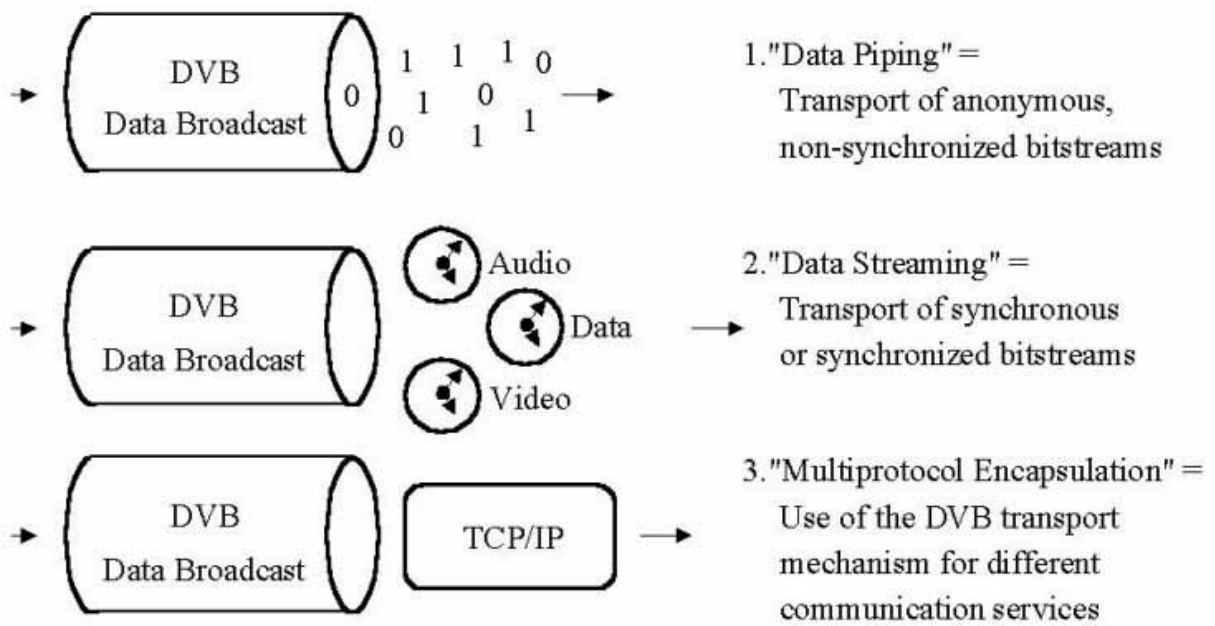 DVB
Data Broadcast
0
1 1 1 0
1 0
0 1 1
1."Data Piping" =
Transport of anonymous,
non-synchronized bitstreams
DVB
Data Broadcast
Audio
Data
Video
2."Data Streaming" =
Transport of synchronous
or synchronized bitstreams
DVB
Data Broadcast
TCP/IP
3."Multiprotocol Encapsulation" =
Use of the DVB transport
mechanism for different
communication services